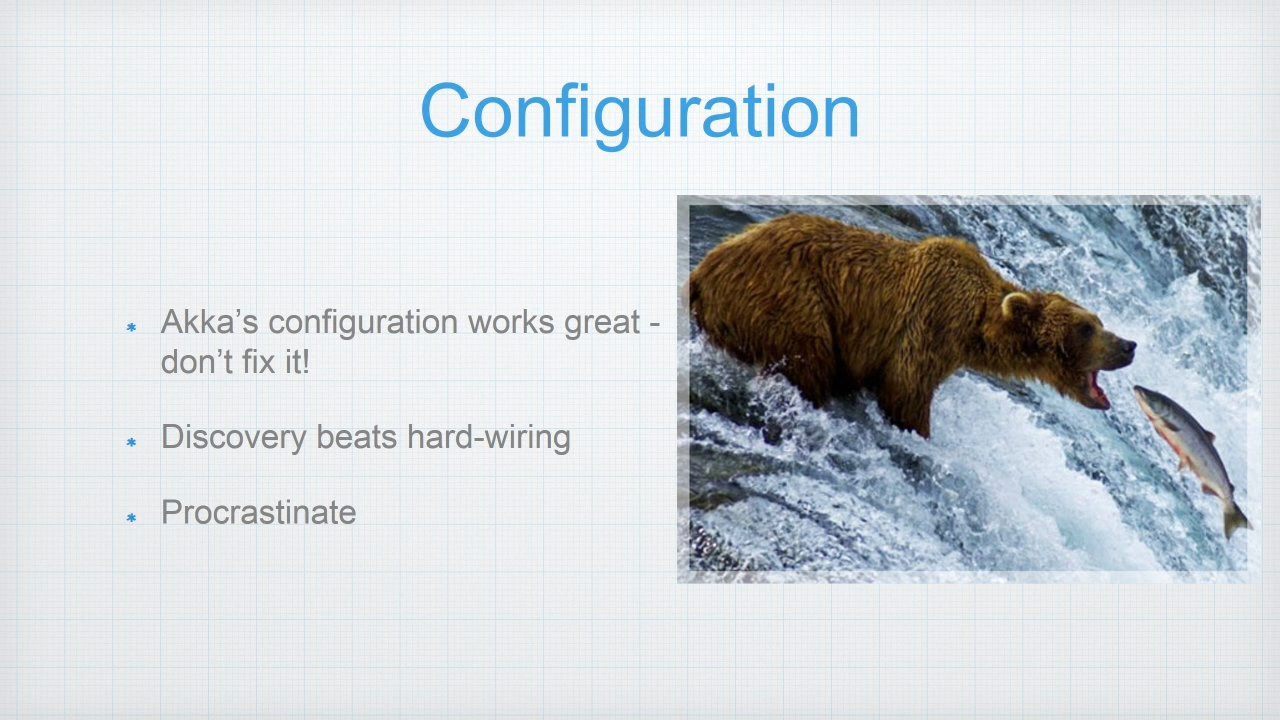 Configuration
* Akka’s configuration works great -
don’t fix it!
* Discovery beats hard-wiring
* Procrastinate